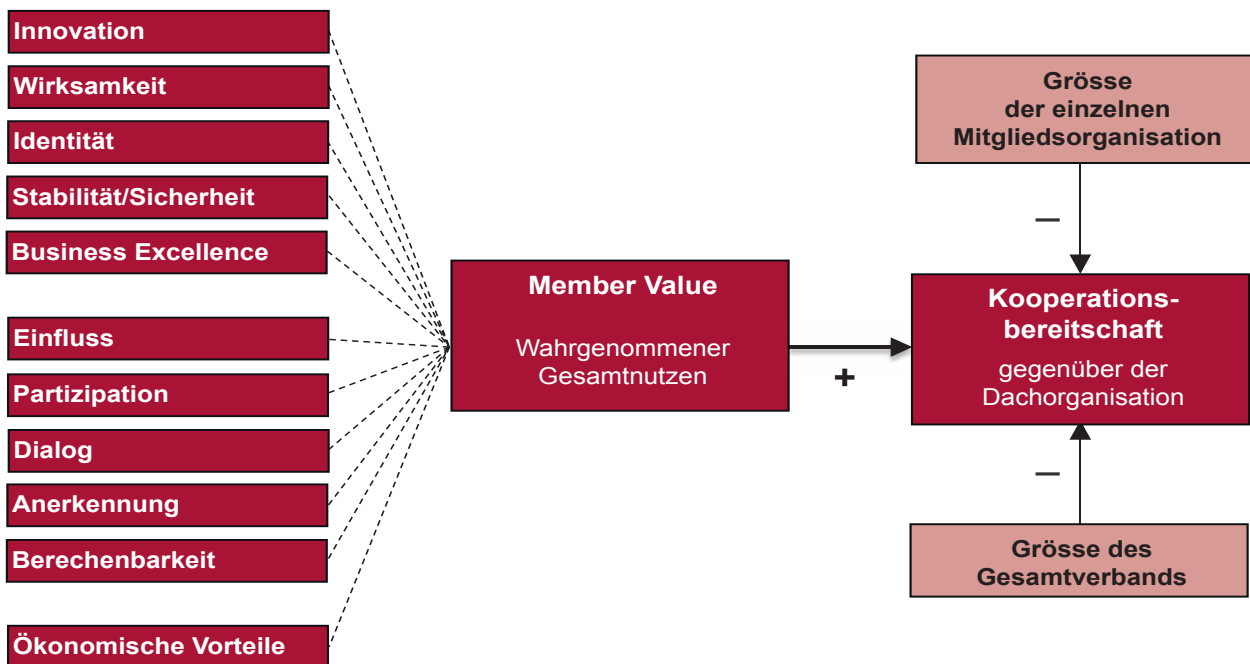 Innovation
Wirksamkeit
Identität
Stabilität/Sicherheit
Business Excellence
Einfluss
Partizipation
Dialog
Anerkennung
Berechenbarkeit
Ökonomische Vorteile
Member Value
Wahrgenommener
Gesamtnutzen
+
Grösse
der einzelnen
Mitgliedsorganisation
–
Kooperations-
bereitschaft
gegenüber der
Dachorganisation
–
Grösse des
Gesamtverbands